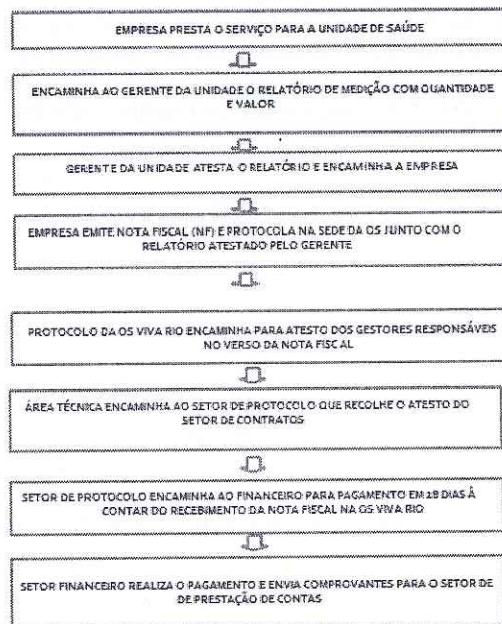 EMPRESA PRESTA O SERVIÇO PARA A UNIDADE DE SAÚDE
ENCAMINHA AO GERENTE DA UNIDADE O RELATÓRIO DE MEDIÇÃO COM QUANTIDADE
E VALOR
GERENTE DA UNIDADE ATESTA O RELATÓRIO E ENCAMINHA A EMPRESA
EMPRESA EMITE NOTA FISCAL (NF) E PROTOCOLA NA SEDE DA OS JUNTO COM O
RELATÓRIO ATESTADO PELO GERENTE
PROTOCOLO DA OS VIVA RIO ENCAMINHA PARA ATESTO DOS GESTORES RESPONSÁVEIS
NO VERSO DA NOTA FISCAL
ÁREA TÉCNICA ENCAMINHA AO SETOR DE PROTOCOLO QUE RECOLHE O ATESTO DO
SETOR DE CONTRATOS
SETOR DE PROTOCOLO ENCAMINHA AO FINANCEIRO PARA PAGAMENTO EM 28 DIAS À
CONTAR DO RECEBIMENTO DA NOTA FISCAL NA OS VIVA RIO
SETOR FINANCEIRO REALIZA O PAGAMENTO E ENVIA COMPROVANTES PARA O SETOR DE
DE PRESTAÇÃO DE CONTAS